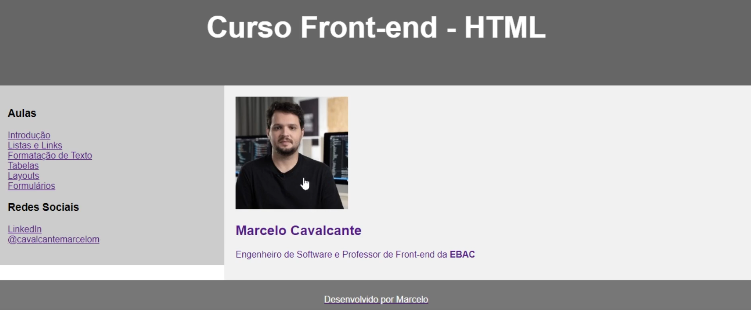 Curso Front-end - HTML
Aulas
Introdução
Listas e Links
Formatação de Texto
Tabelas
Layouts
Formulários
Redes Sociais
LinkedIn
@cavalcantemarcelom
Marcelo Cavalcante
Engenheiro de Software e Professor de Front-end da EBAC
Desenvolvido por Marcelo